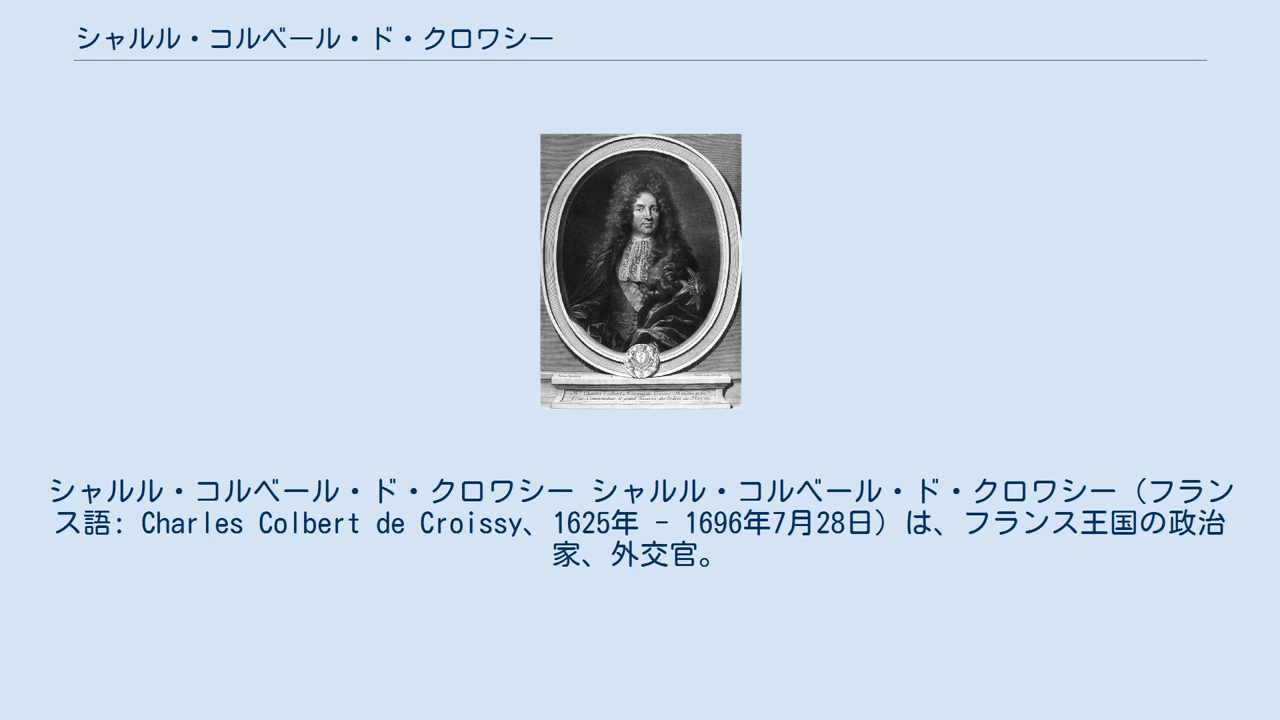 シャルル・コルベール・ド・クロワシー
シャルル・コルベール・ド・クロワシー シャルル・コルベール・ド・クロワシー（フラン
ス語: Charles Colbert de Croissy、1625年 - 1696年7月28日）は、フランス王国の政治
家、外交官。